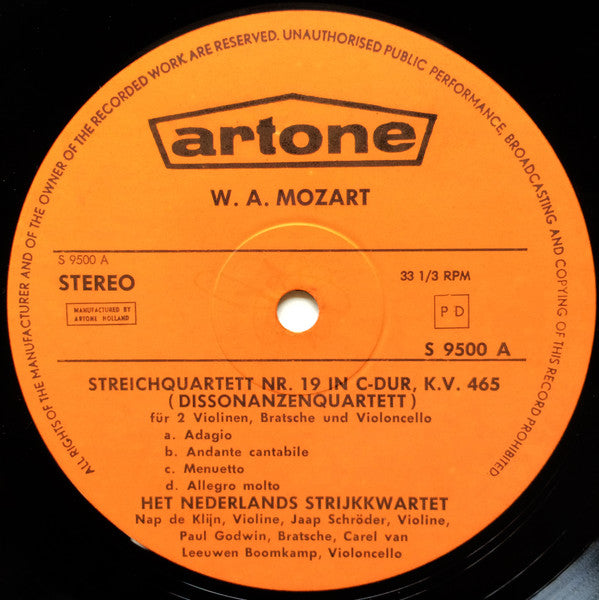 ALL RIGHTS OF THE MANUFACTURER AND OF THE OWNER OF THE RECORDED WORK ARE RESERVED. UNAUTHORISED PUBLIC PERFORMANCE, BROADCASTING AND COPYING OF THIS RECORD PROHIBITED
artone
W. A. MOZART
S 9500 A
STEREO
33 1/3 RPM
MANUFACTURED BY
ARTONE HOLLAND
P D
S 9500 A
STREICHQUARTETT NR. 19 IN C-DUR, K.V. 465
(DISSONANZENQUARTETT)
für 2 Violinen, Bratsche und Violoncello
a. Adagio
b. Andante cantabile
c. Menuetto
d. Allegro molto
HET NEDERLANDS STRIJKKWARTET
Nap de Klijn, Violine, Jaap Schröder, Violine,
Paul Godwin, Bratsche, Carel van
Leeuwen Boomkamp, Violoncello